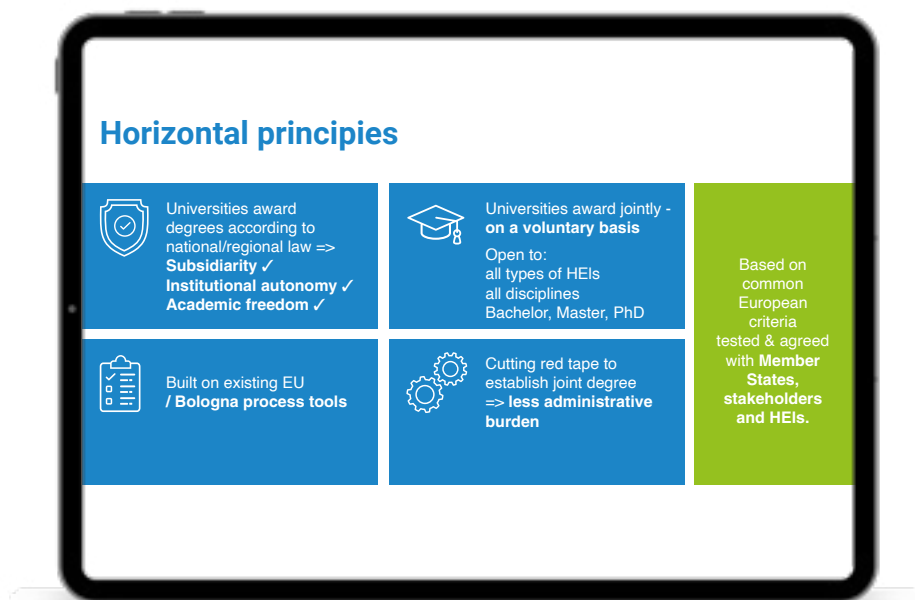 Horizontal principies
Universities award
degrees according to
national/regional law =>
Subsidiarity ✓
Institutional autonomy ✓
Academic freedom ✓
Universities award jointly -
on a voluntary basis
Open to:
all types of HEIs
all disciplines
Bachelor, Master, PhD
Built on existing EU
/ Bologna process tools
Cutting red tape to
establish joint degree
=> less administrative
burden
Based on
common
European
criteria
tested & agreed
with Member
States,
stakeholders
and HEIs.